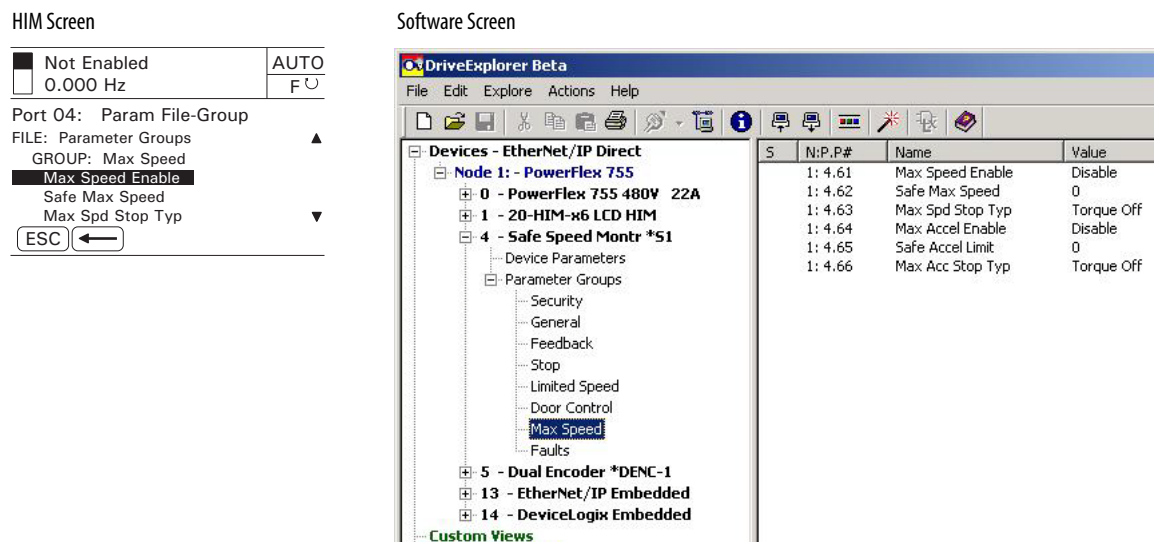 HIM Screen
Not Enabled AUTO
0.000 Hz F
Port 04: Param File-Group
FILE: Parameter Groups
GROUP: Max Speed
Max Speed Enable
Safe Max Speed
Max Spd Stop Typ
ESC
Software Screen
DriveExplorer Beta
File Edit Explore Actions Help
Devices - EtherNet/IP Direct
Node 1: - PowerFlex 755
0 - PowerFlex 755 480V 22A
1 - 20-HIM-x6 LCD HIM
4 - Safe Speed Montr *S1
Device Parameters
Parameter Groups
Security
General
Feedback
Stop
Limited Speed
Door Control
Max Speed
Faults
5 - Dual Encoder *DENC-1
13 - EtherNet/IP Embedded
14 - DeviceLogix Embedded
Custom Views
S N:P.P# Name Value
1: 4.61 Max Speed Enable Disable
1: 4.62 Safe Max Speed 0
1: 4.63 Max Spd Stop Typ Torque Off
1: 4.64 Max Accel Enable Disable
1: 4.65 Safe Accel Limit 0
1: 4.66 Max Acc Stop Typ Torque Off